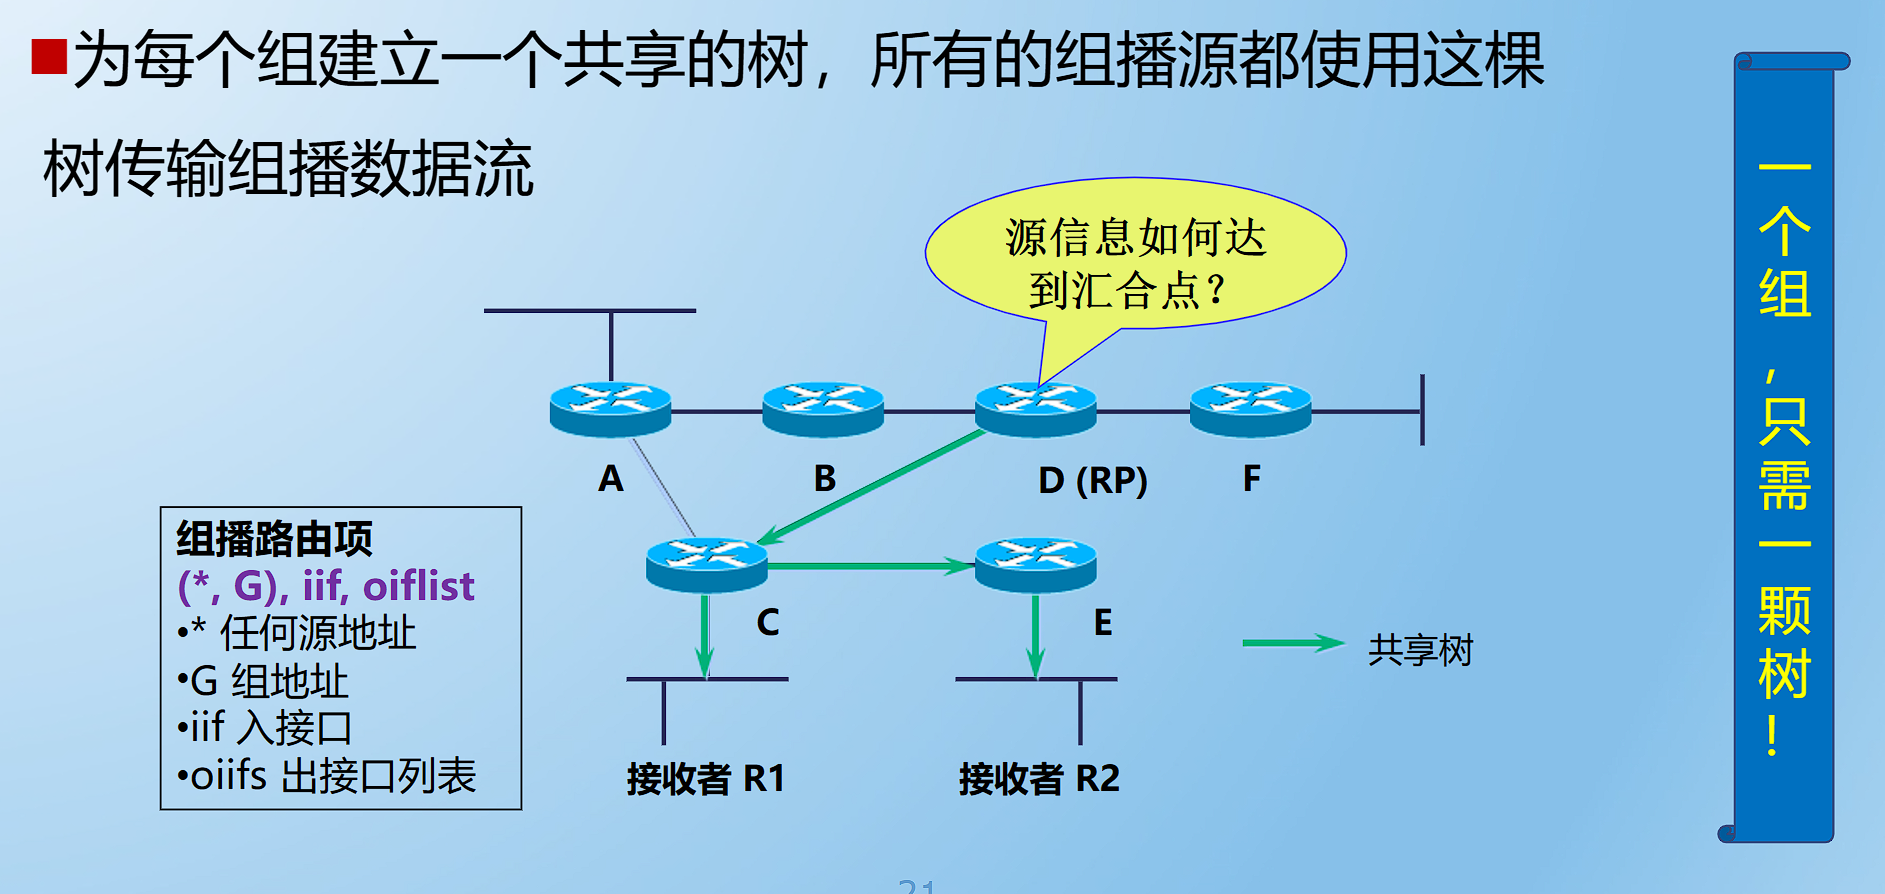 为每个组建立一个共享的树，所有的组播源都使用这棵
树传输组播数据流
源信息如何达
到汇合点？
A
B
D (RP)
F
组播路由项
(*, G), iif, oiflist
•* 任何源地址
•G 组地址
•iif 入接口
•oiifs 出接口列表
C
E
共享树
接收者 R1
接收者 R2
一个组，只需一颗树！